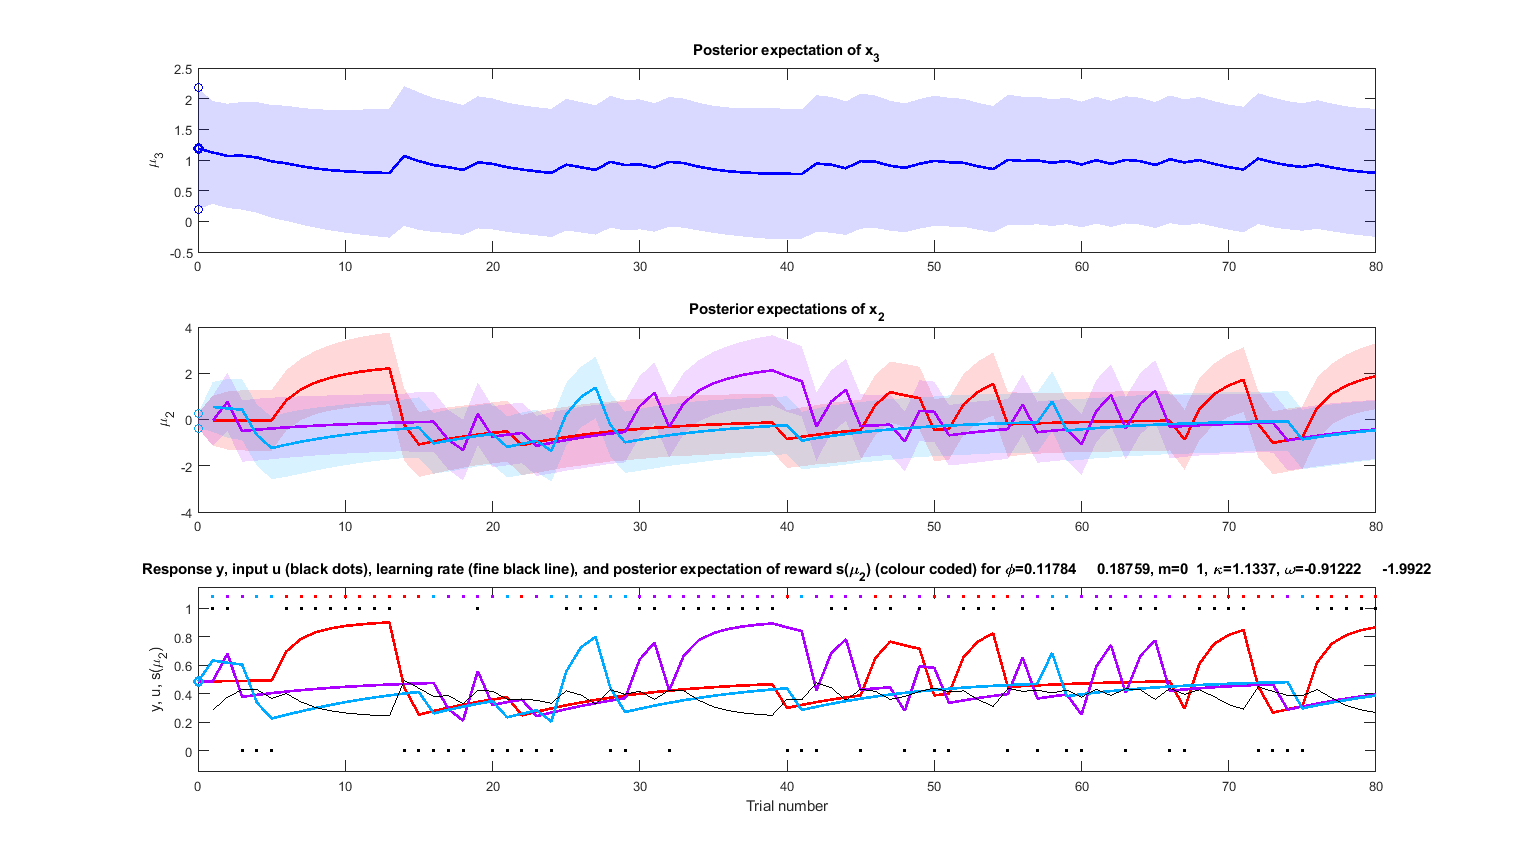 Posterior expectation of x3
2.5
2
1.5
1
0.5
0
-0.5
μ3
0 10 20 30 40 50 60 70 80
Posterior expectations of x2
4
2
0
-2
-4
μ2
0 10 20 30 40 50 60 70 80
Response y, input u (black dots), learning rate (fine black line), and posterior expectation of reward s(μ2) (colour coded) for ϕ=0.11784 0.18759, m=0 1, κ=1.1337, ω=-0.91222 -1.9922
1
0.8
0.6
0.4
0.2
0
y, u, s(μ2)
0 10 20 30 40 50 60 70 80
Trial number